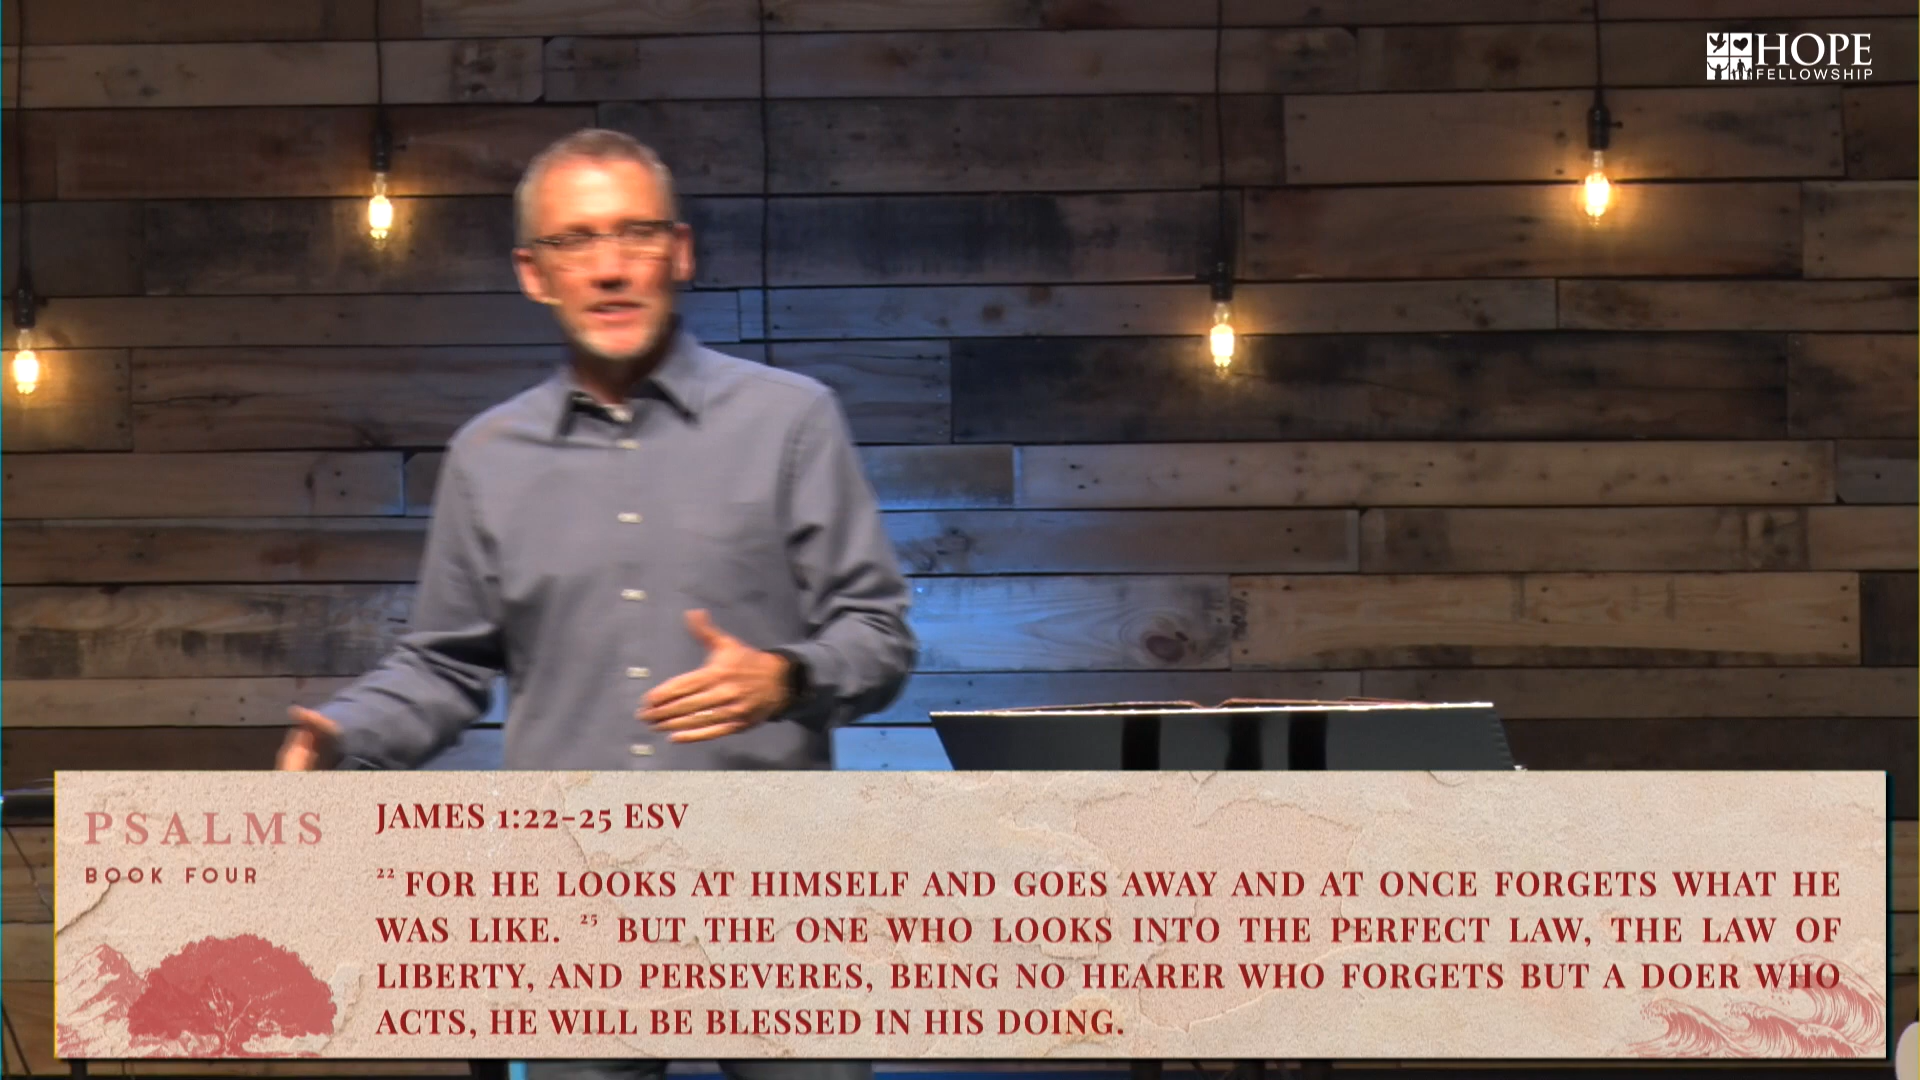 HOPE
FELLOWSHIP
PSALMS
BOOK FOUR
JAMES 1:22-25 ESV
22 FOR HE LOOKS AT HIMSELF AND GOES AWAY AND AT ONCE FORGETS WHAT HE
WAS LIKE. 25 BUT THE ONE WHO LOOKS INTO THE PERFECT LAW, THE LAW OF
LIBERTY, AND PERSEVERES, BEING NO HEARER WHO FORGETS BUT A DOER WHO
ACTS, HE WILL BE BLESSED IN HIS DOING.